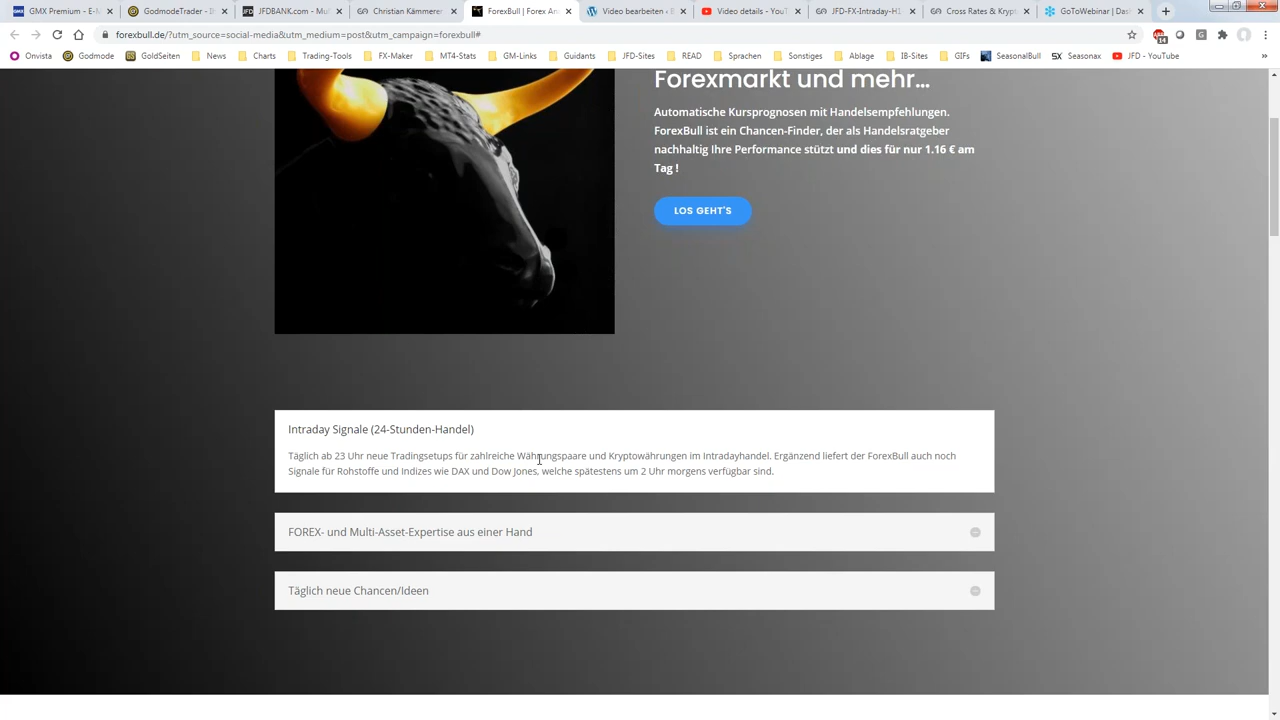 GMX Premium - E-M
GodmodeTrader - B
JFDBANK.com - Mu
Christian Kämmerer
ForexBull | Forex An
Video bearbeiten ‹ F
Video details - YouT
JFD-FX-Intraday-H1
Cross Rates & Krypt
GoToWebinar | Das
forexbull.de/?utm_source=social-media&utm_medium=post&utm_campaign=forexbull#
14
Onvista
Godmode
GoldSeiten
News
Charts
Trading-Tools
FX-Maker
MT4-Stats
GM-Links
Guidants
JFD-Sites
READ
Sprachen
Sonstiges
Ablage
IB-Sites
GIFs
SeasonalBull
Seasonax
JFD - YouTube
Forexmarkt und mehr...
Automatische Kursprognosen mit Handelsempfehlungen.
ForexBull ist ein Chancen-Finder, der als Handelsratgeber
nachhaltig Ihre Performance stützt und dies für nur 1.16 € am
Tag !
LOS GEHT'S
Intraday Signale (24-Stunden-Handel)
Täglich ab 23 Uhr neue Tradingsetups für zahlreiche Währungspaare und Kryptowährungen im Intradayhandel. Ergänzend liefert der ForexBull auch noch
Signale für Rohstoffe und Indizes wie DAX und Dow Jones, welche spätestens um 2 Uhr morgens verfügbar sind.
FOREX- und Multi-Asset-Expertise aus einer Hand
Täglich neue Chancen/Ideen